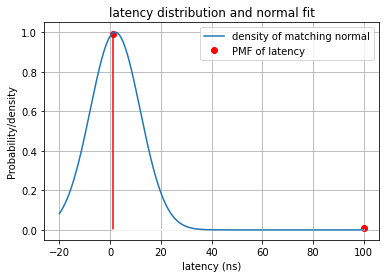 latency distribution and normal fit
density of matching normal
PMF of latency
Probability/density
1.0
0.8
0.6
0.4
0.2
0.0
−20
0
20
40
60
80
100
latency (ns)